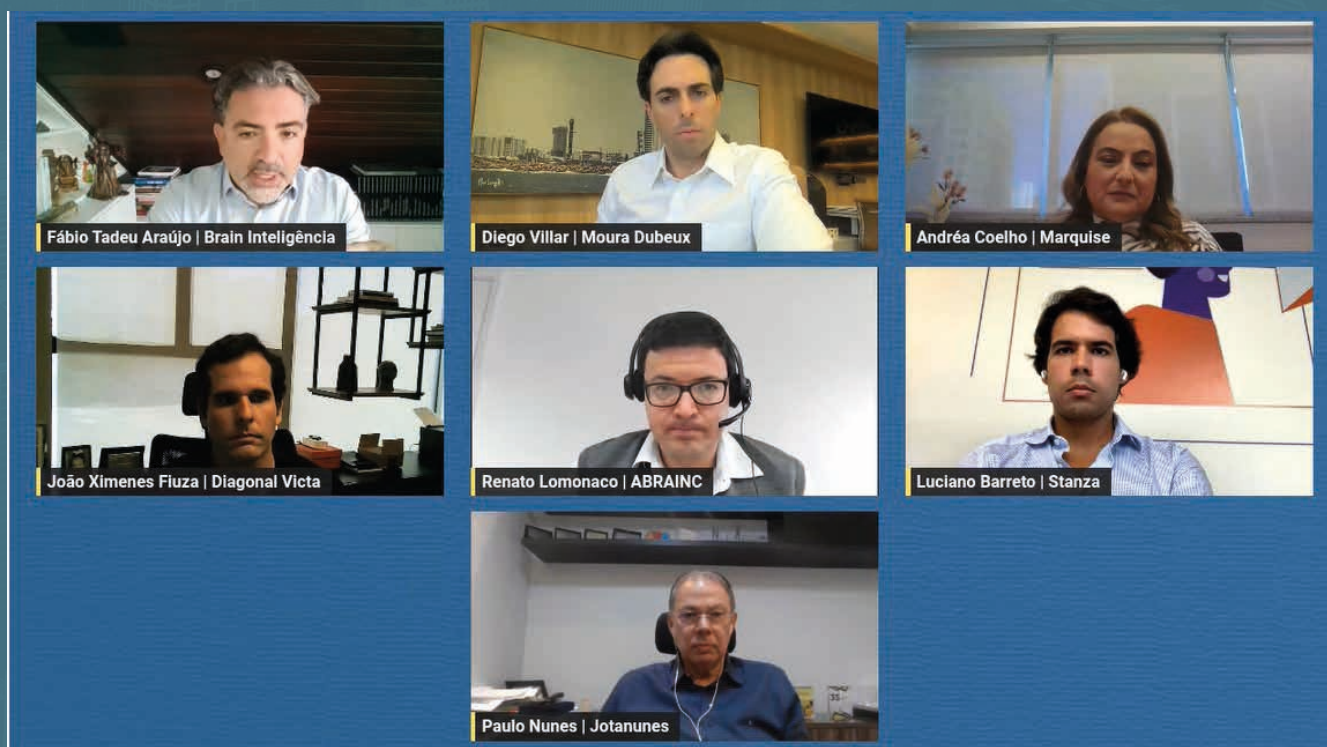 Fábio Tadeu Araújo | Brain Inteligência
Diego Villar | Moura Dubeux
Andréa Coelho | Marquise
João Ximenes Fiuza | Diagonal Victa
Renato Lomonaco | ABRAINC
Luciano Barreto | Stanza
Paulo Nunes | Jotanunes